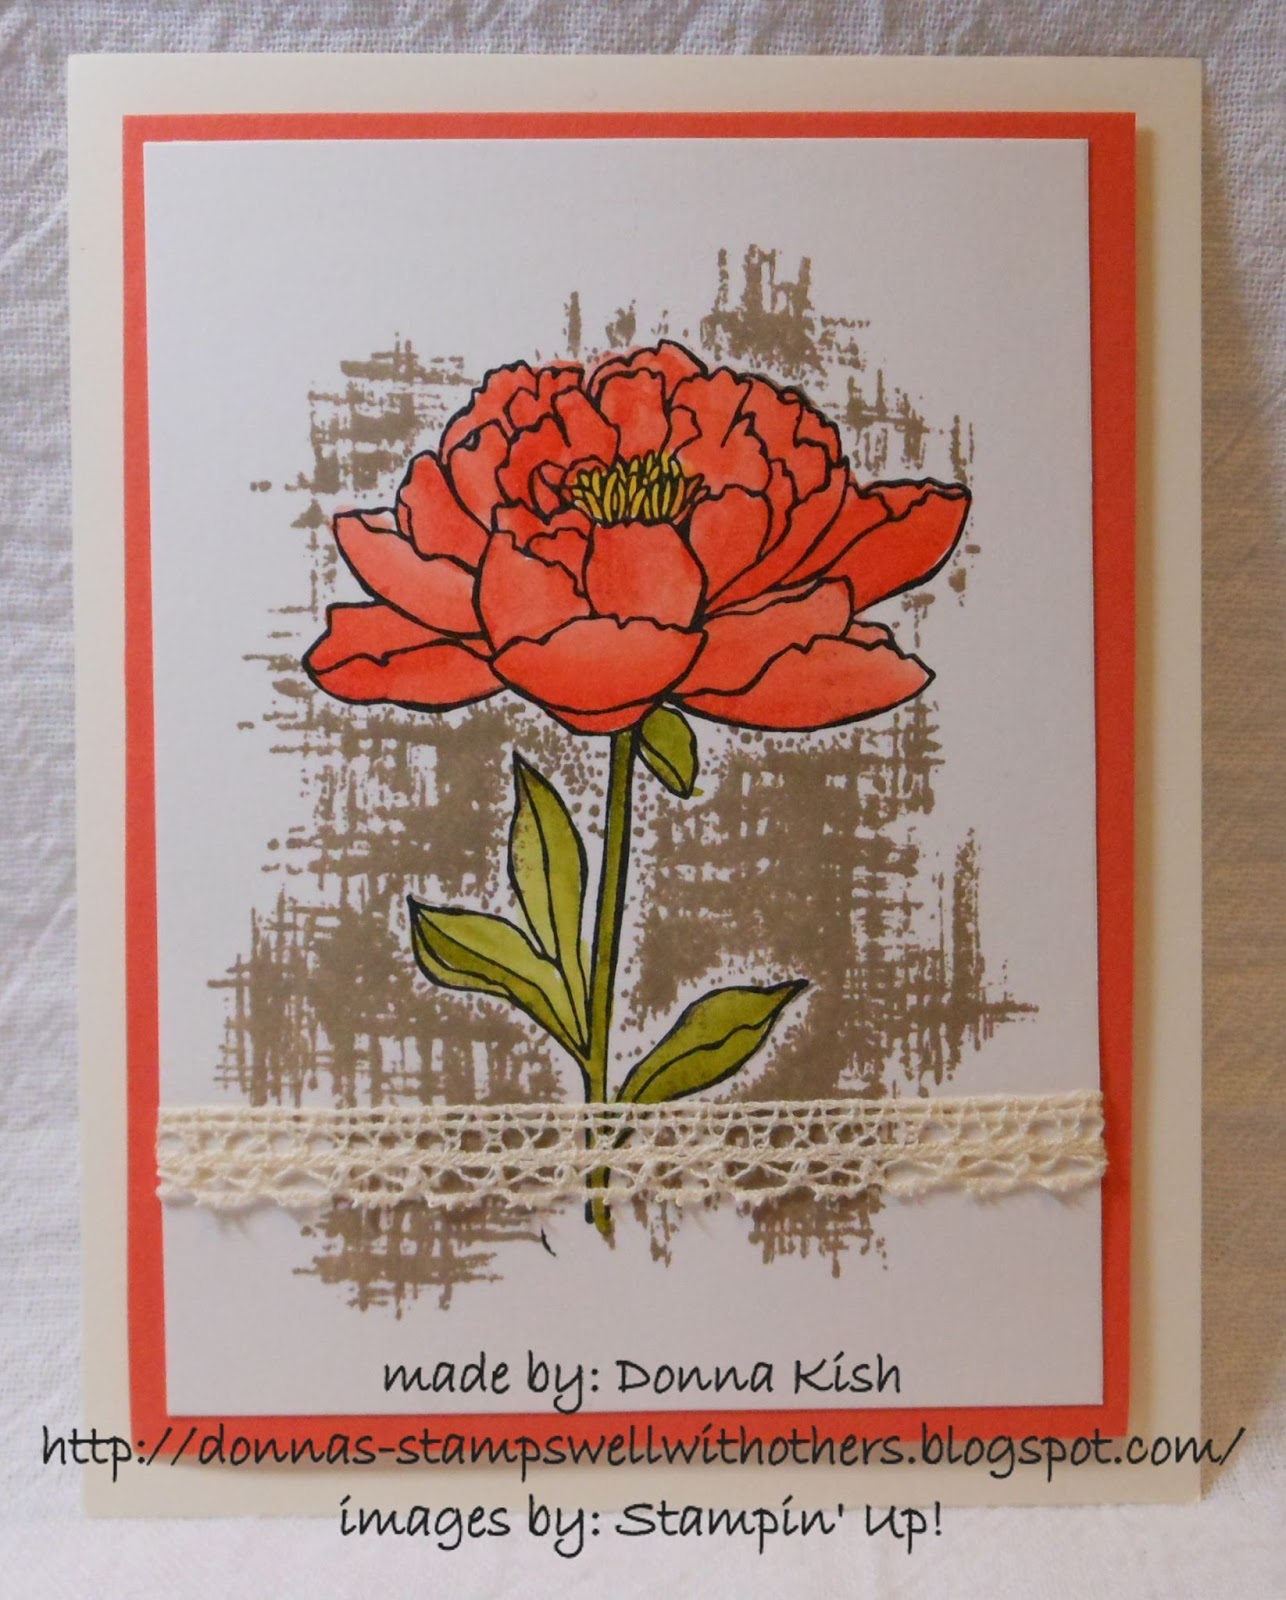 made by: Donna Kish
http://donnas-stampswellwithothers.blogspot.com/
images by: Stampin' Up!